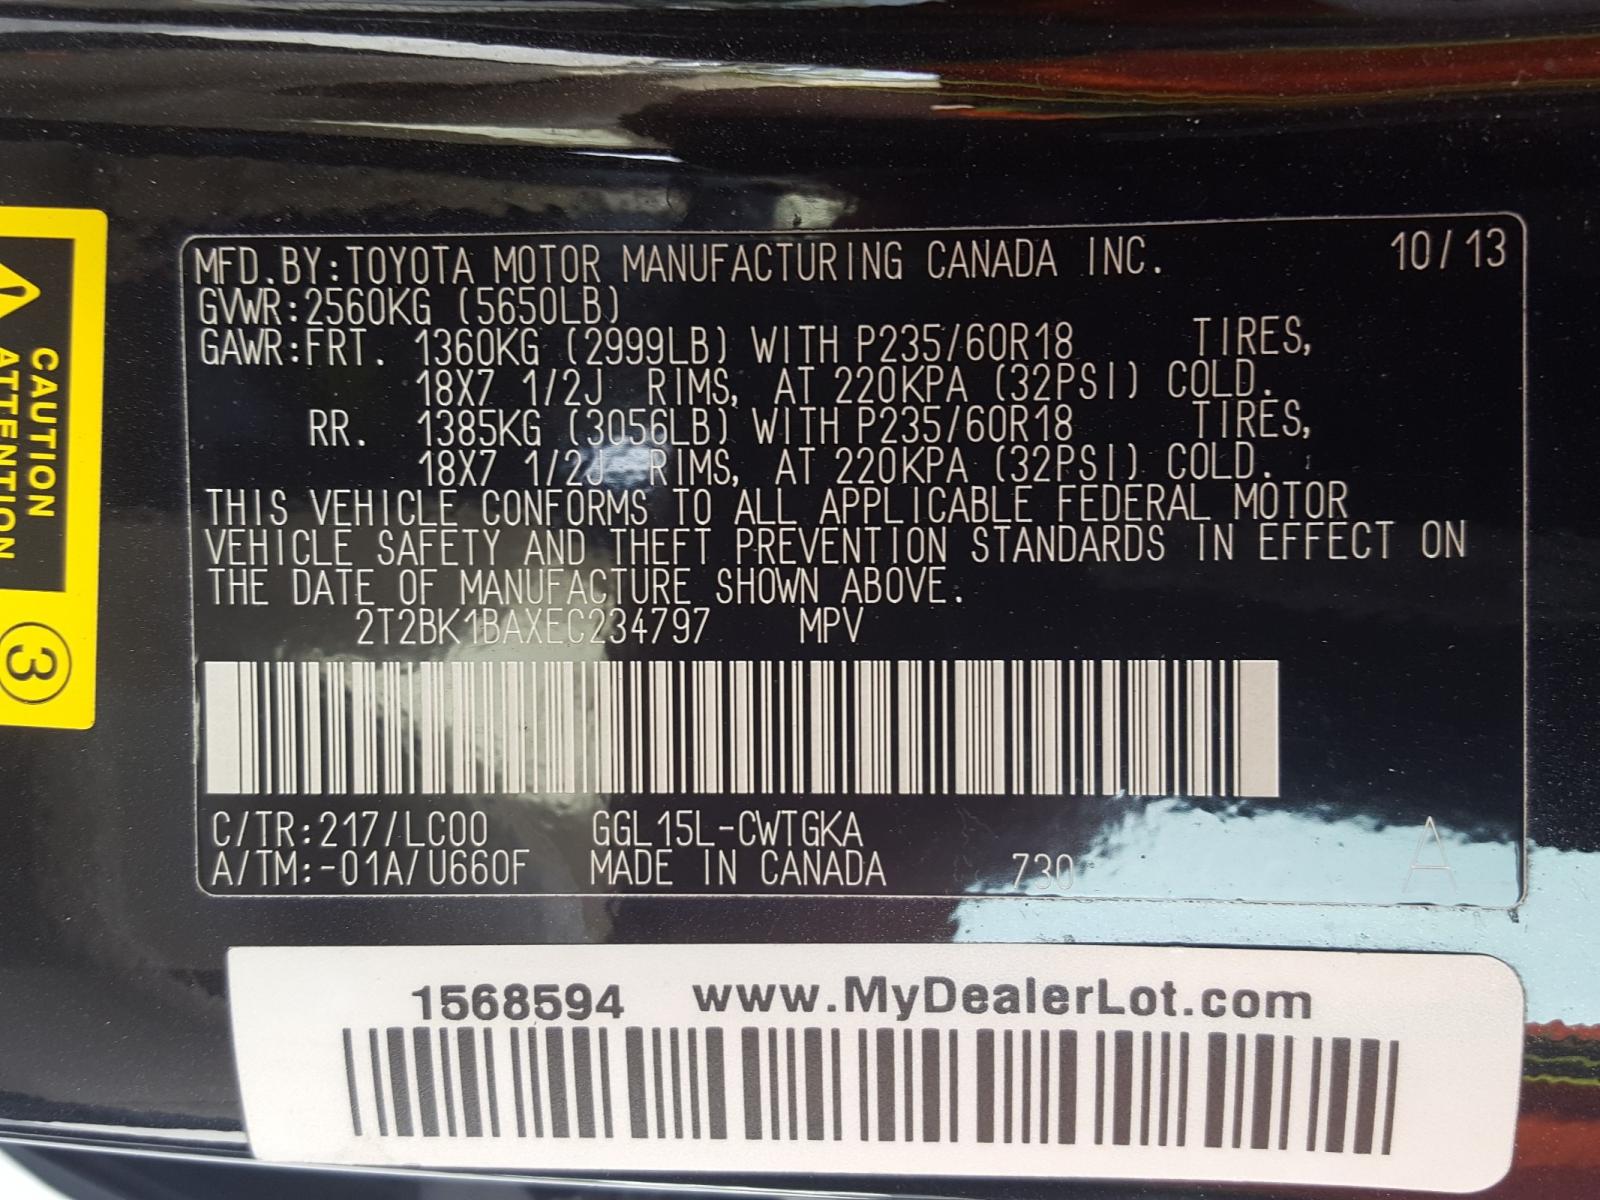 MFD.BY:TOYOTA MOTOR MANUFACTURING CANADA INC. 10/13
GVWR:2560KG (5650LB)
GAWR:FRT. 1360KG (2999LB) WITH P235/60R18 TIRES,
18X7 1/2J RIMS, AT 220KPA (32PSI) COLD.
RR. 1385KG (3056LB) WITH P235/60R18 TIRES,
18X7 1/2J RIMS, AT 220KPA (32PSI) COLD.
THIS VEHICLE CONFORMS TO ALL APPLICABLE FEDERAL MOTOR
VEHICLE SAFETY AND THEFT PREVENTION STANDARDS IN EFFECT ON
THE DATE OF MANUFACTURE SHOWN ABOVE.
2T2BK1BAXEC234797 MPV
C/TR:217/LC00 GGL15L-CWTGKA A
A/TM:-01A/U660F MADE IN CANADA 730
1568594 www.MyDealerLot.com
CAUTION
ATTENTION
3